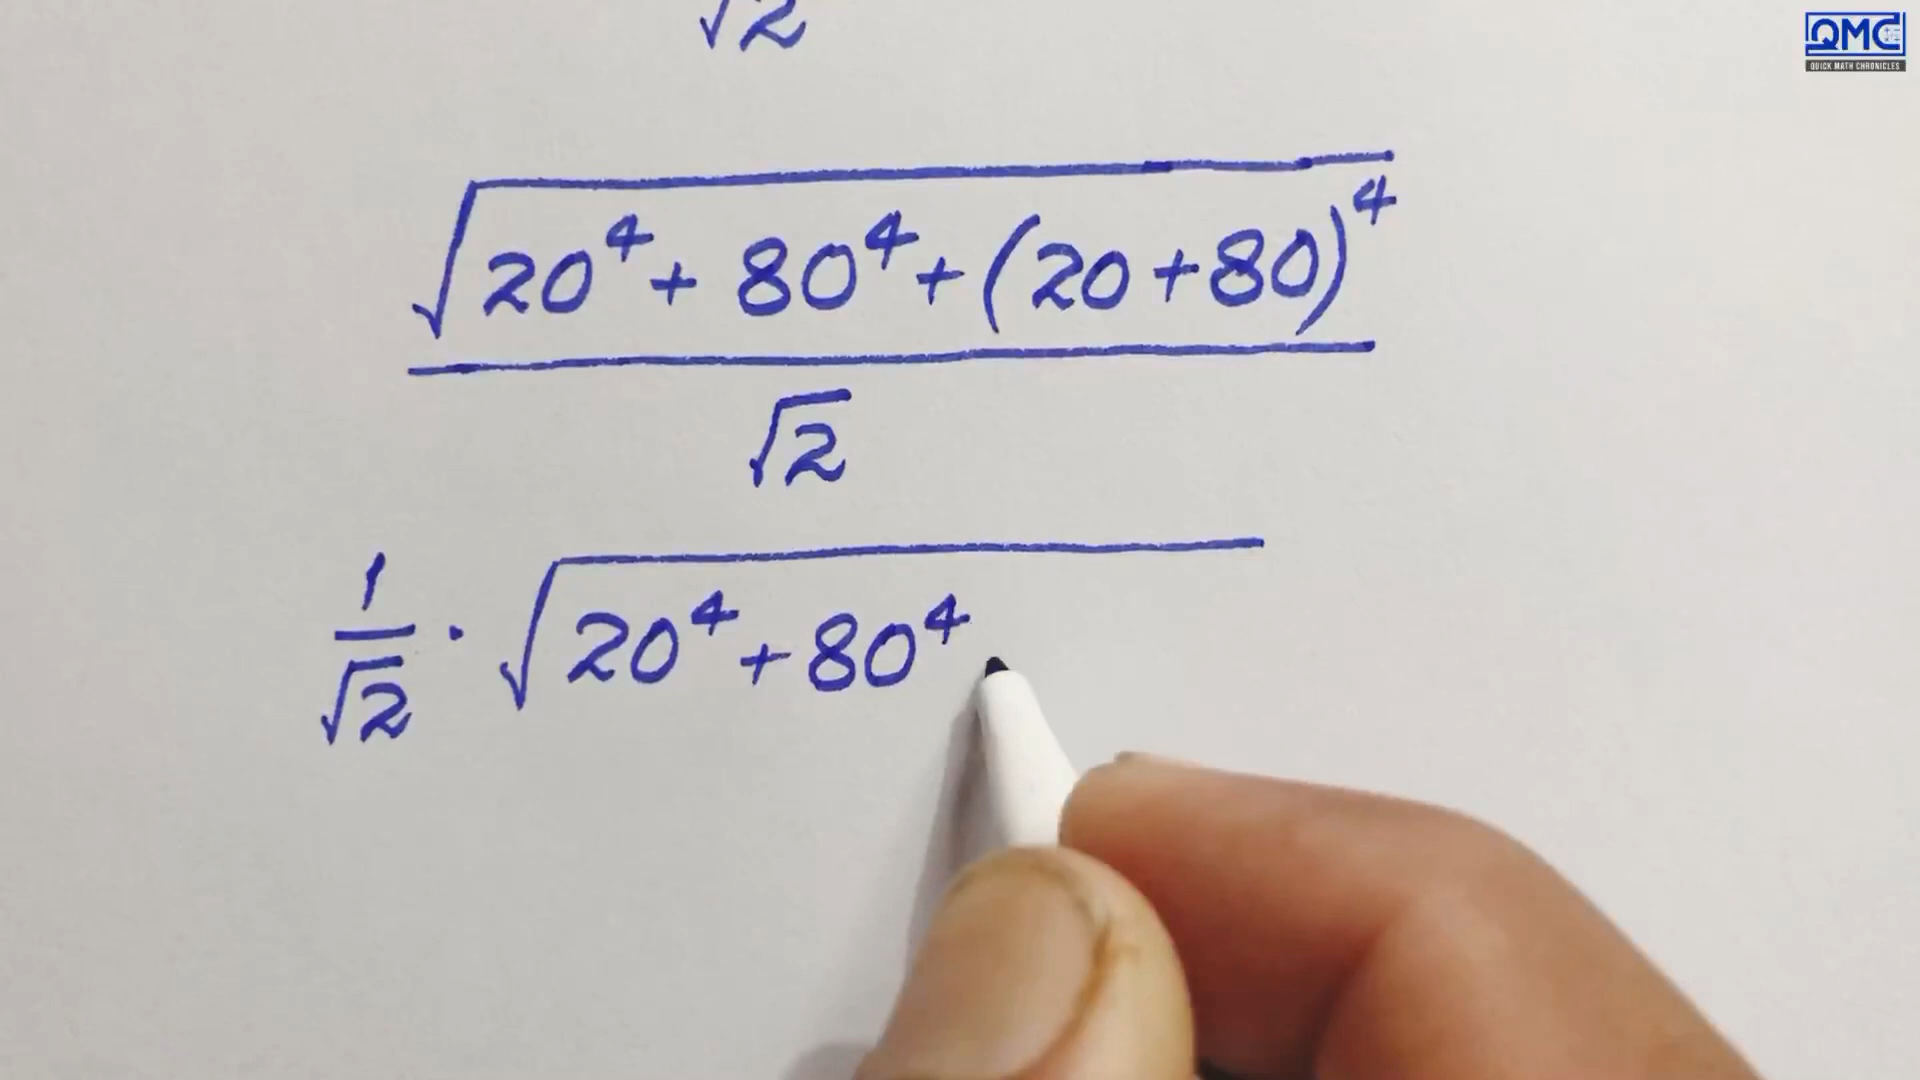 √2
QMC
QUICK MATH CHRONICLES
√(20⁴ + 80⁴ + (20 + 80)⁴)
√2
1/√2 · √(20⁴ + 80⁴